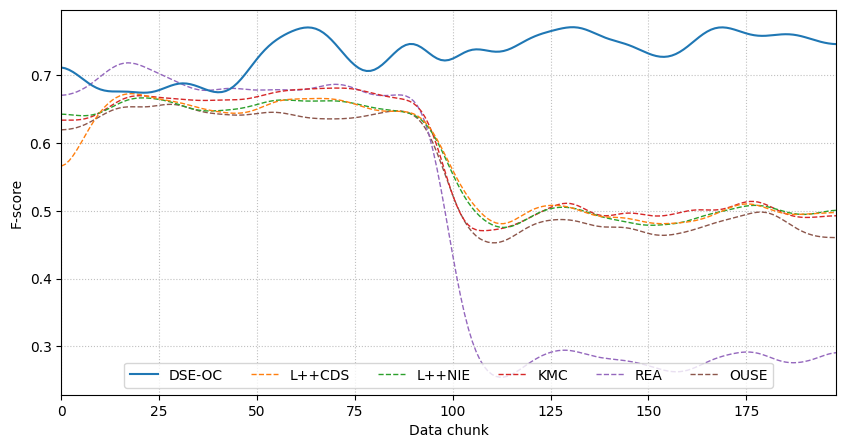 F-score
0.7
0.6
0.5
0.4
0.3
DSE-OC L++CDS L++NIE KMC REA OUSE
0 25 50 75 100 125 150 175
Data chunk